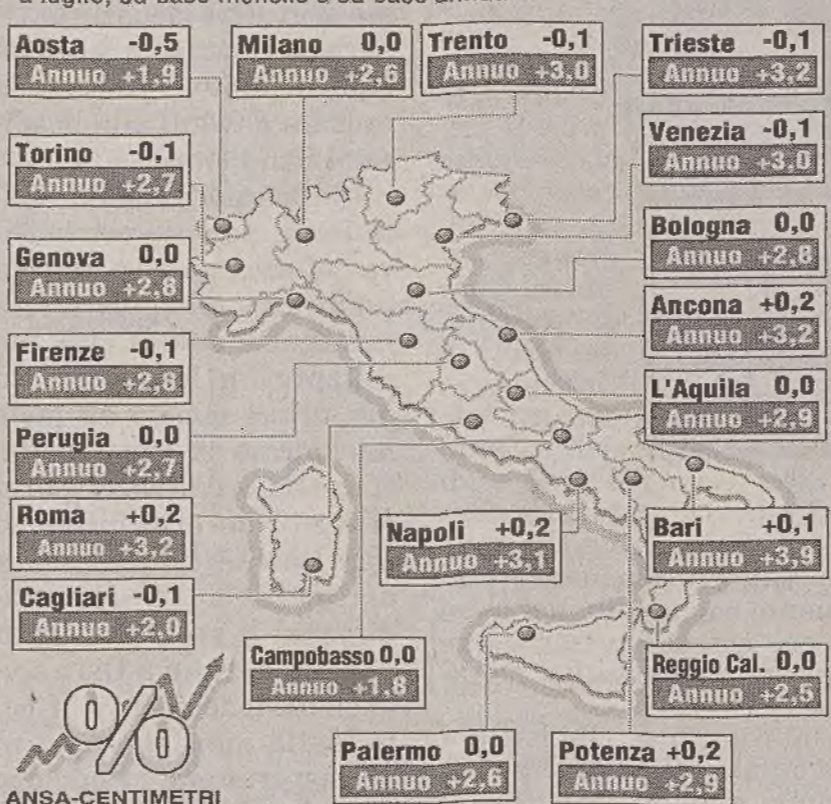 a luglio, su base mensile e su base annua
Aosta -0,5
Annuo +1,9
Milano 0,0
Annuo +2,6
Trento -0,1
Annuo +3,0
Trieste -0,1
Annuo +3,2
Torino -0,1
Annuo +2,7
Venezia -0,1
Annuo +3,0
Genova 0,0
Annuo +2,8
Bologna 0,0
Annuo +2,8
Firenze -0,1
Annuo +2,8
Ancona +0,2
Annuo +3,2
Perugia 0,0
Annuo +2,7
L'Aquila 0,0
Annuo +2,9
Roma +0,2
Annuo +3,2
Napoli +0,2
Annuo +3,1
Bari +0,1
Annuo +3,9
Cagliari -0,1
Annuo +2,0
Campobasso 0,0
Annuo +1,8
Reggio Cal. 0,0
Annuo +2,5
Palermo 0,0
Annuo +2,6
Potenza +0,2
Annuo +2,9
%
ANSA-CENTIMETRI